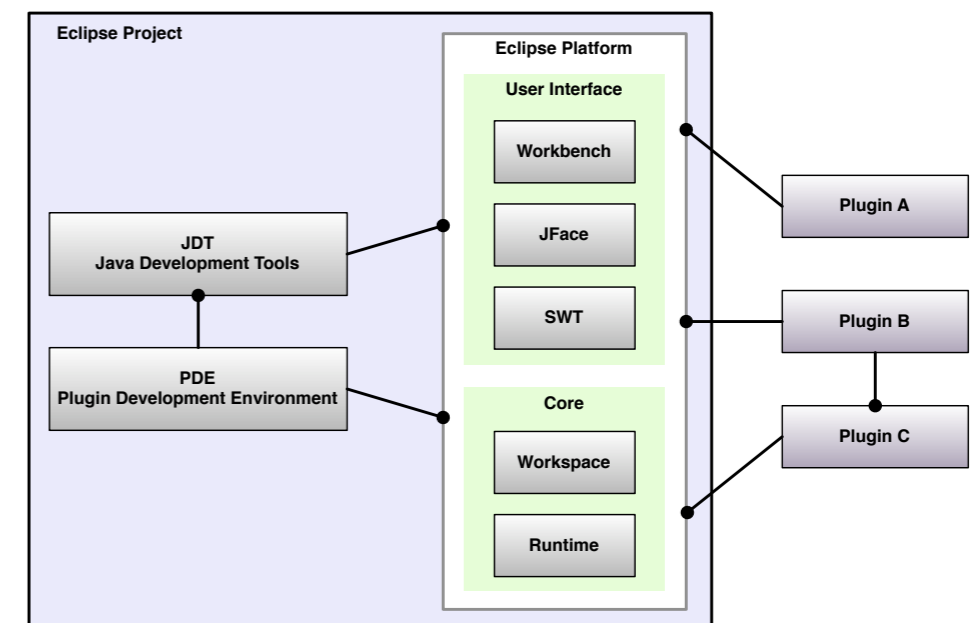 Eclipse Project
Eclipse Platform
User Interface
Workbench
JFace
SWT
Core
Workspace
Runtime
JDT
Java Development Tools
PDE
Plugin Development Environment
Plugin A
Plugin B
Plugin C